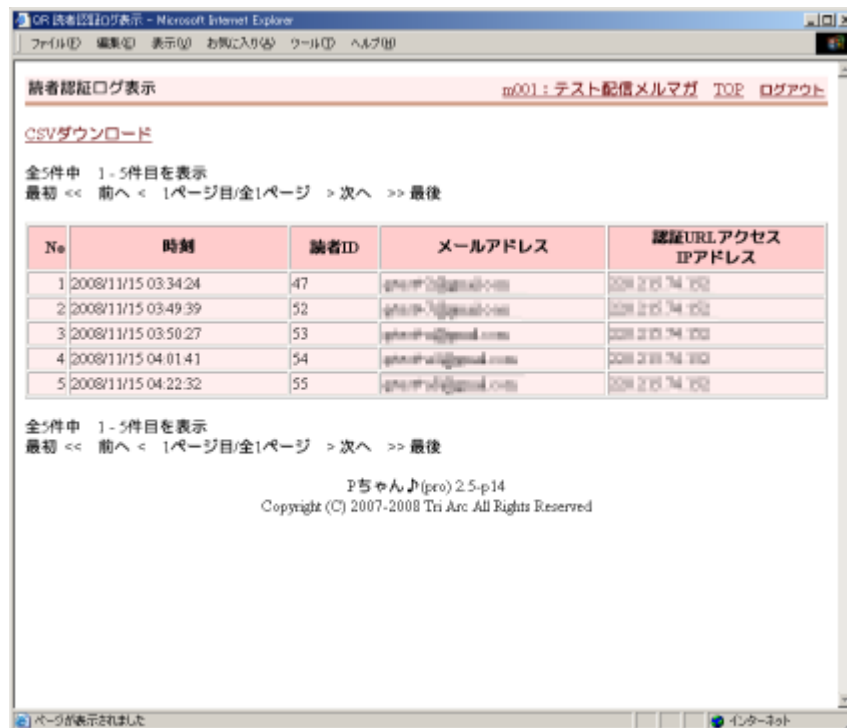 QR 読者認証ログ表示 - Microsoft Internet Explorer
ファイル(F) 編集(E) 表示(V) お気に入り(A) ツール(T) ヘルプ(H)
読者認証ログ表示 m001：テスト配信メルマガ TOP ログアウト
CSVダウンロード
全5件中 1 - 5件目を表示
最初 << 前へ < 1ページ目/全1ページ > 次へ >> 最後
No 時刻 読者ID メールアドレス 認証URLアクセス
IPアドレス
1 2008/11/15 03:34:24 47
2 2008/11/15 03:49:39 52
3 2008/11/15 03:50:27 53
4 2008/11/15 04:01:41 54
5 2008/11/15 04:22:32 55
全5件中 1 - 5件目を表示
最初 << 前へ < 1ページ目/全1ページ > 次へ >> 最後
Pちゃん♪(pro) 2.5-p14
Copyright (C) 2007-2008 Tri Arc All Rights Reserved
ページが表示されました インターネット